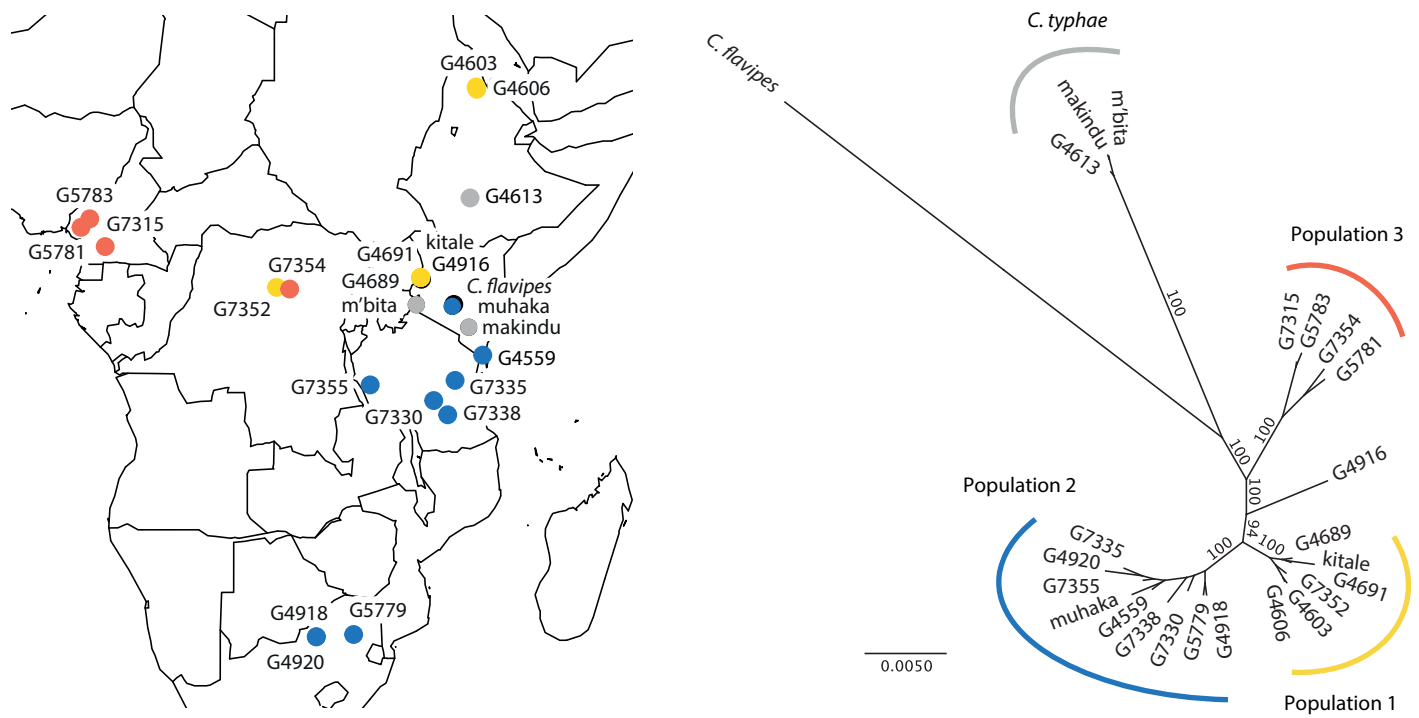 G4603
G4606
G4613
G5783
G7315
G5781
kitale
G4691
G4916
G7354
G4689
C. flavipes
G7352
m'bita
muhaka
makindu
G4559
G7355
G7335
G7330
G7338
G4918
G5779
G4920
C. typhae
C. flavipes
makindu
m'bita
G4613
100
Population 3
G7315
G5783
G7354
G5781
100
100
100
G4916
Population 2
94
100
100
G4689
kitale
G4691
G7352
G4603
G4606
G7335
G4920
G7355
muhaka
G4559
G7338
G7330
G5779
G4918
0.0050
Population 1